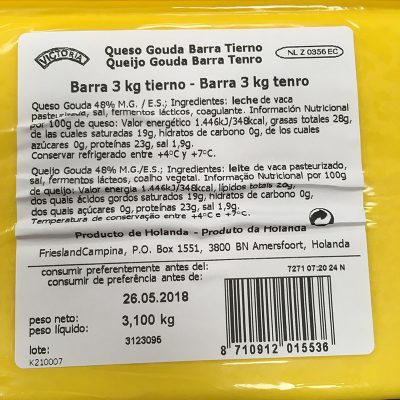 VICTORIA
Queso Gouda Barra Tierno
Queijo Gouda Barra Tenro
NL Z 0356 EC
Barra 3 kg tierno - Barra 3 kg tenro
Queso Gouda 48% M.G. / E.S.; Ingredientes: leche de vaca
pasteurizada, sal, fermentos lácticos, coagulante. Información Nutricional
por 100g de queso: Valor energético 1.446kJ/348kcal, grasas totales 28g,
de las cuales saturadas 19g, hidratos de carbono 0g, de los cuales
azúcares 0g, proteínas 23g, sal 1,9g.
Conservar refrigerado entre +4°C y +7°C.
Queijo Gouda 48% M.G./E.S.; Ingredientes: leite de vaca pasteurizado,
sal, fermentos lácteos, coalho vegetal. Información Nutricional por 100g
de queijo: Valor energia 1.446kJ/348kcal, lípidos totais 28g,
dos quais ácidos gordos saturados 19g, hidratos de carbono 0g,
dos quais açúcares 0g, proteínas 23g, sal 1,9g.
Temperatura de conservación entre +4°C e +7°C.
Producto de Holanda - Produto da Holanda
FrieslandCampina, P.O. Box 1551, 3800 BN Amersfoort, Holanda
consumir preferentemente antes del:
consumir de preferência antes de:
7271 07:20 24 N
26.05.2018
peso neto:
peso líquido:
3,100 kg
3123095
lote:
K210007
8 710912 015536